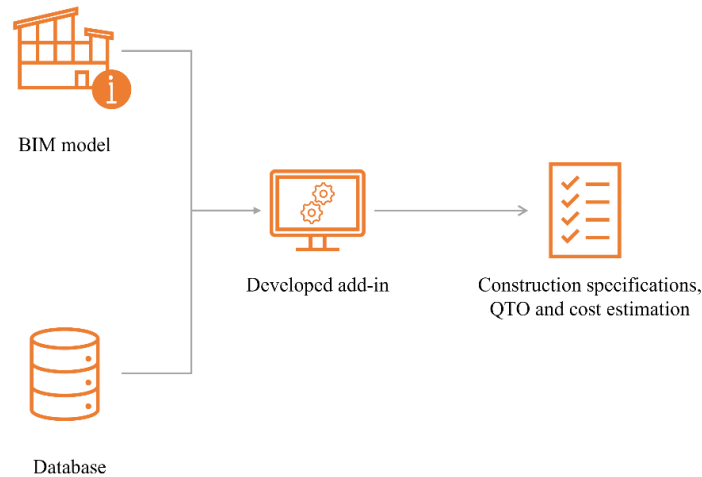 BIM model
Developed add-in
Construction specifications,
QTO and cost estimation
Database